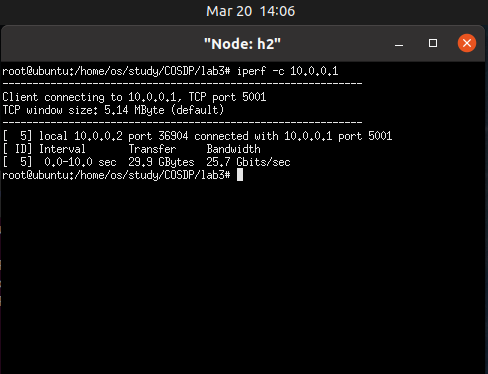 Mar 20 14:06
"Node: h2"
root@ubuntu:/home/os/study/COSDP/lab3# iperf -c 10.0.0.1
------------------------------------------------------------
Client connecting to 10.0.0.1, TCP port 5001
TCP window size: 5.14 MByte (default)
------------------------------------------------------------
[  5] local 10.0.0.2 port 36904 connected with 10.0.0.1 port 5001
[ ID] Interval       Transfer     Bandwidth
[  5]  0.0-10.0 sec  29.9 GBytes  25.7 Gbits/sec
root@ubuntu:/home/os/study/COSDP/lab3#